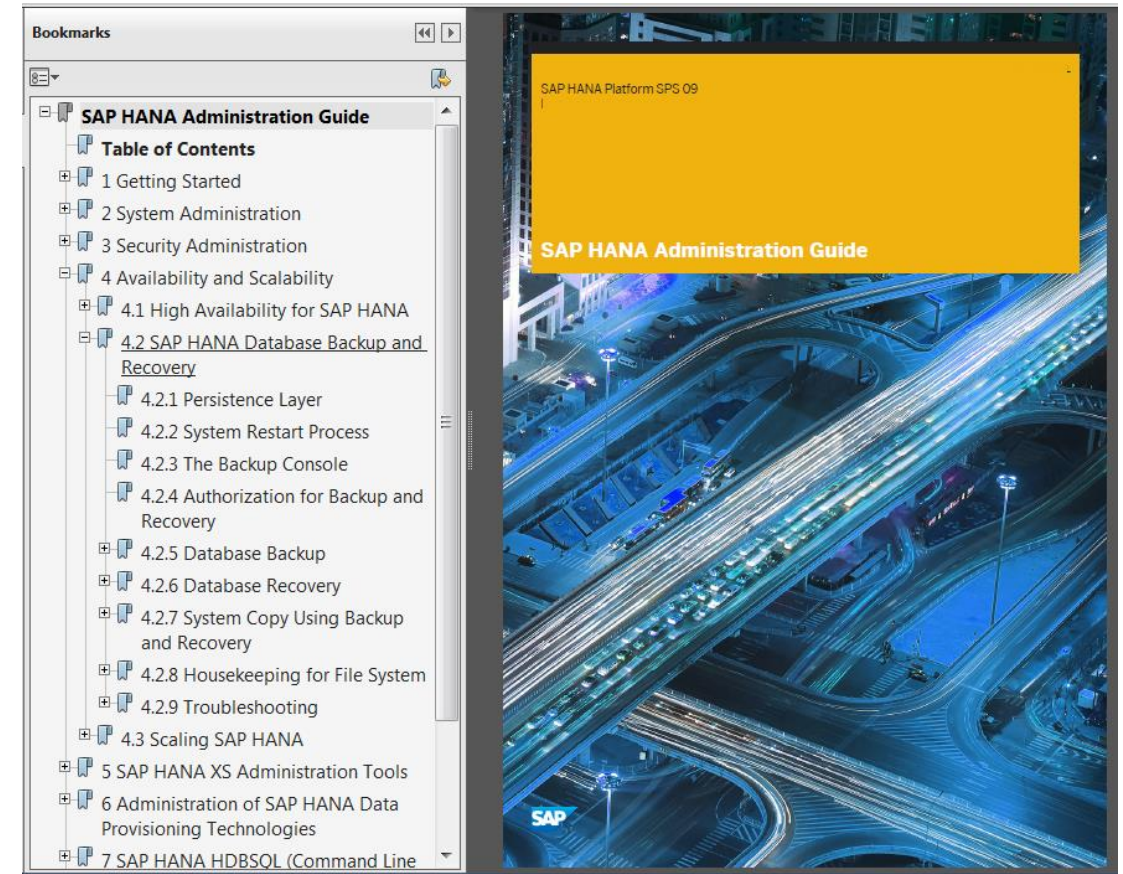 Bookmarks
SAP HANA Administration Guide
Table of Contents
1 Getting Started
2 System Administration
3 Security Administration
4 Availability and Scalability
4.1 High Availability for SAP HANA
4.2 SAP HANA Database Backup and
Recovery
4.2.1 Persistence Layer
4.2.2 System Restart Process
4.2.3 The Backup Console
4.2.4 Authorization for Backup and
Recovery
4.2.5 Database Backup
4.2.6 Database Recovery
4.2.7 System Copy Using Backup
and Recovery
4.2.8 Housekeeping for File System
4.2.9 Troubleshooting
4.3 Scaling SAP HANA
5 SAP HANA XS Administration Tools
6 Administration of SAP HANA Data
Provisioning Technologies
7 SAP HANA HDBSQL (Command Line
SAP HANA Platform SPS 09
SAP HANA Administration Guide
SAP